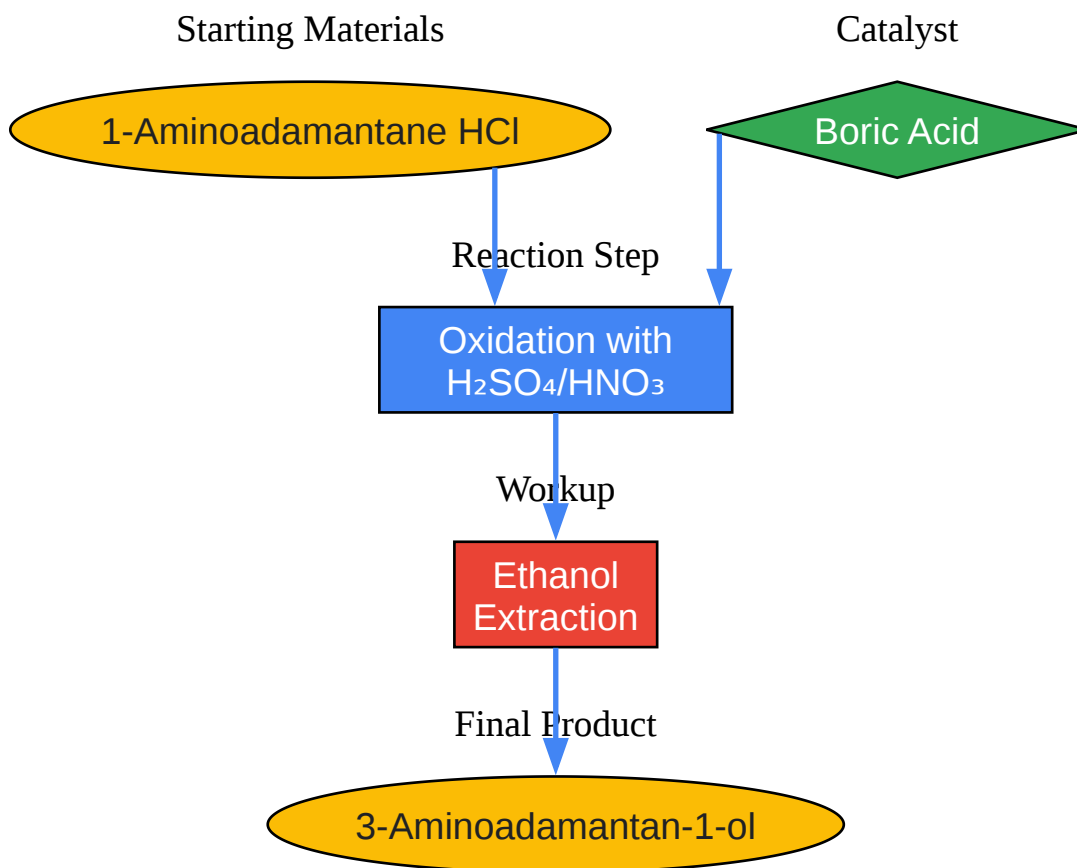 Starting Materials
Catalyst
1-Aminoadamantane HCl
Boric Acid
Reaction Step
Oxidation with
H₂SO₄/HNO₃
Workup
Ethanol
Extraction
Final Product
3-Aminoadamantan-1-ol